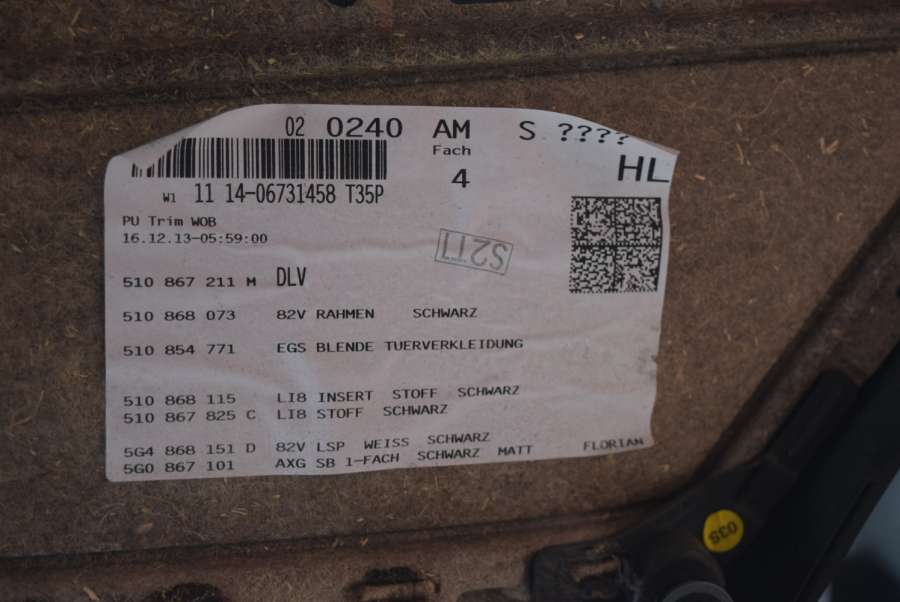 02 0240 AM S ????
Fach
HL
4
W1 11 14-06731458 T35P
PU Trim WOB
16.12.13-05:59:00
S2T1
510 867 211 M DLV
510 868 073 82V RAHMEN SCHWARZ
510 854 771 EGS BLENDE TUERVERKLEIDUNG
510 868 115 LI8 INSERT STOFF SCHWARZ
510 867 825 C LI8 STOFF SCHWARZ
5G4 868 151 D 82V LSP WEISS SCHWARZ
5G0 867 101 AXG SB 1-FACH SCHWARZ MATT FLORIAN
03S